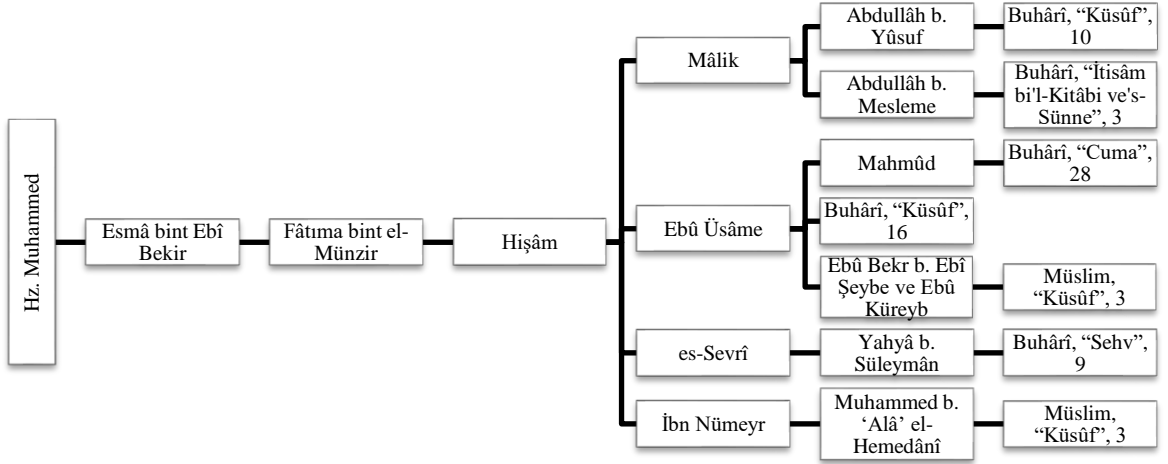 Hz. Muhammed
Esmâ bint Ebî
Bekir
Fâtıma bint el-
Münzir
Hişâm
Mâlik
Abdullâh b.
Yûsuf
Buhârî, “Küsûf”,
10
Abdullâh b.
Mesleme
Buhârî, “İtisâm
bi'l-Kitâbi ve's-
Sünne”, 3
Ebû Üsâme
Mahmûd
Buhârî, “Cuma”,
28
Buhârî, “Küsûf”,
16
Ebû Bekr b. Ebî
Şeybe ve Ebû
Küreyb
Müslim,
“Küsûf”, 3
es-Sevrî
Yahyâ b.
Süleymân
Buhârî, “Sehv”,
9
İbn Nümeyr
Muhammed b.
‘Alâ’ el-
Hemedânî
Müslim,
“Küsûf”, 3